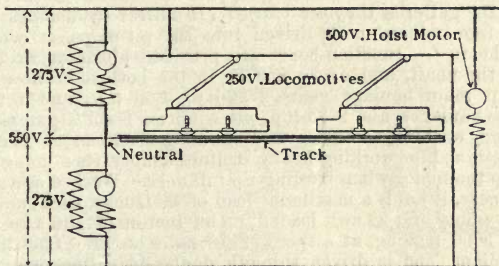 500V. Hoist Motor
275V.
250V. Locomotives
550V.
Neutral
Track
275V.